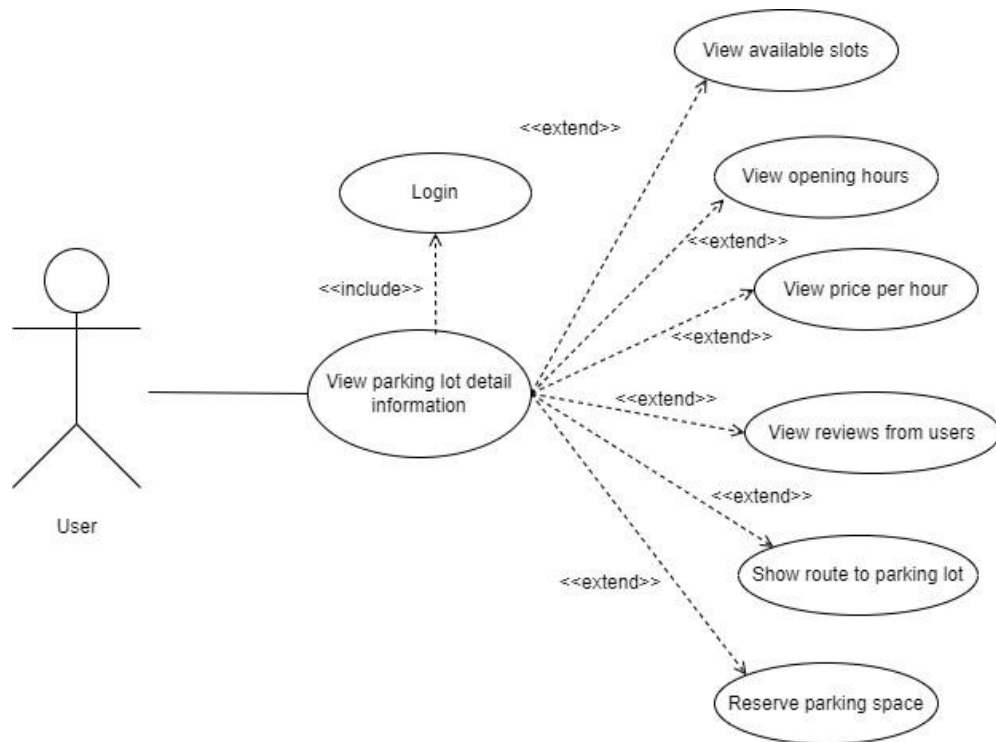 View available slots
<<extend>>
Login
View opening hours
<<extend>>
<<include>>
View price per hour
<<extend>>
View parking lot detail
information
<<extend>>
View reviews from users
<<extend>>
User
Show route to parking lot
<<extend>>
Reserve parking space